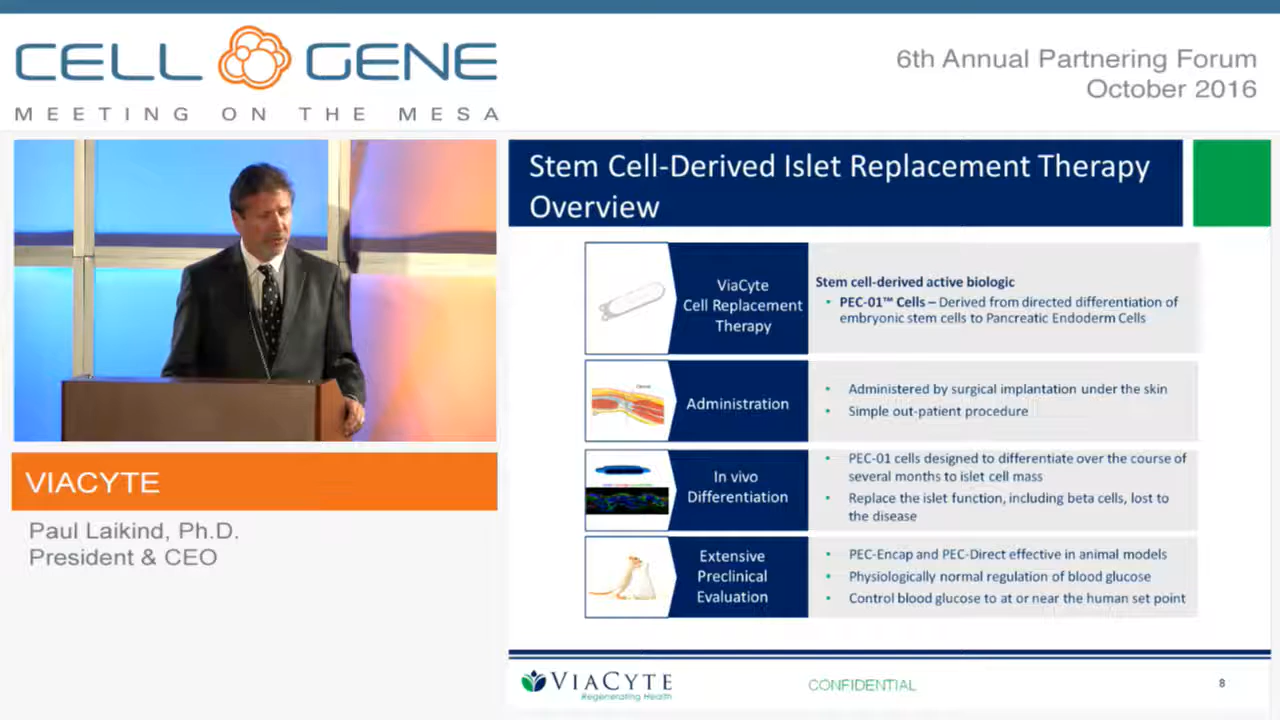 CELL GENE
MEETING ON THE MESA
6th Annual Partnering Forum
October 2016
VIACYTE
Paul Laikind, Ph.D.
President & CEO
Stem Cell-Derived Islet Replacement Therapy
Overview
ViaCyte
Cell Replacement
Therapy
Stem cell-derived active biologic
• PEC-01™ Cells – Derived from directed differentiation of
embryonic stem cells to Pancreatic Endoderm Cells
Administration
• Administered by surgical implantation under the skin
• Simple out-patient procedure
In vivo
Differentiation
• PEC-01 cells designed to differentiate over the course of
several months to islet cell mass
• Replace the islet function, including beta cells, lost to
the disease
Extensive
Preclinical
Evaluation
• PEC-Encap and PEC-Direct effective in animal models
• Physiologically normal regulation of blood glucose
• Control blood glucose to at or near the human set point
VIACYTE
Regenerating Health
CONFIDENTIAL
8